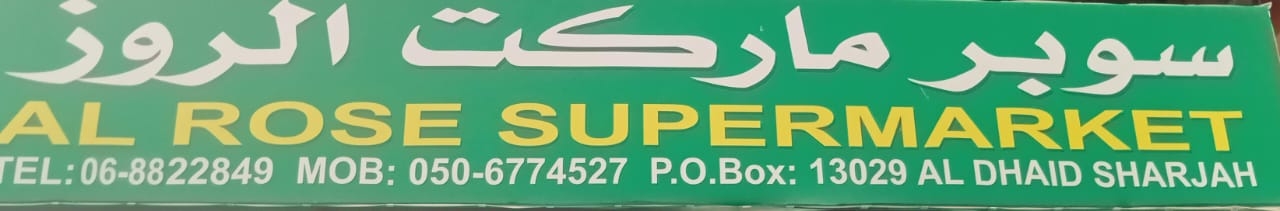 سوبر ماركت الروز
AL ROSE SUPERMARKET
TEL: 06-8822849 MOB: 050-6774527 P.O.Box: 13029 AL DHAID SHARJAH